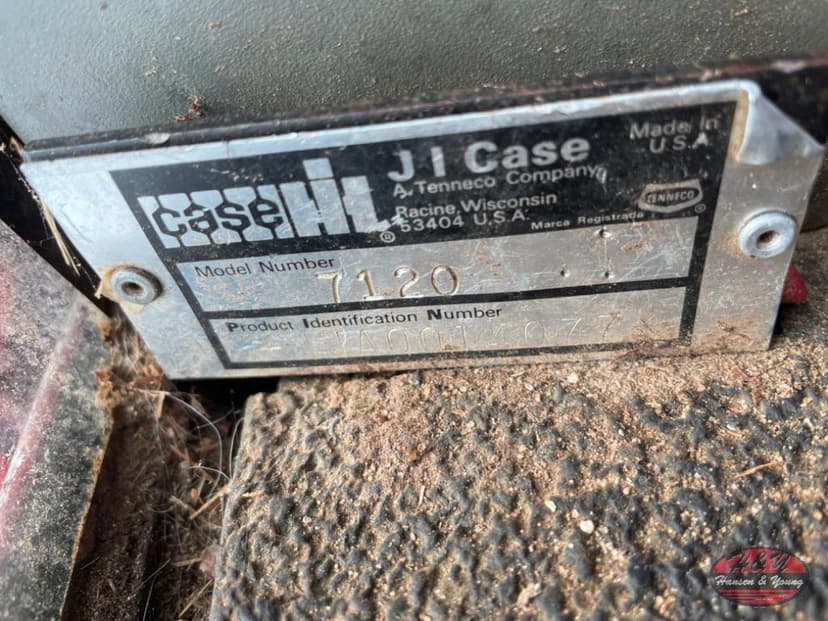 case IH
J I Case
A Tenneco Company
Racine, Wisconsin
53404 U.S.A.
Made In
U.S.A.
TENNECO
Marca Registrada
Model Number
7120
Product Identification Number
H&Y
Hansen & Young